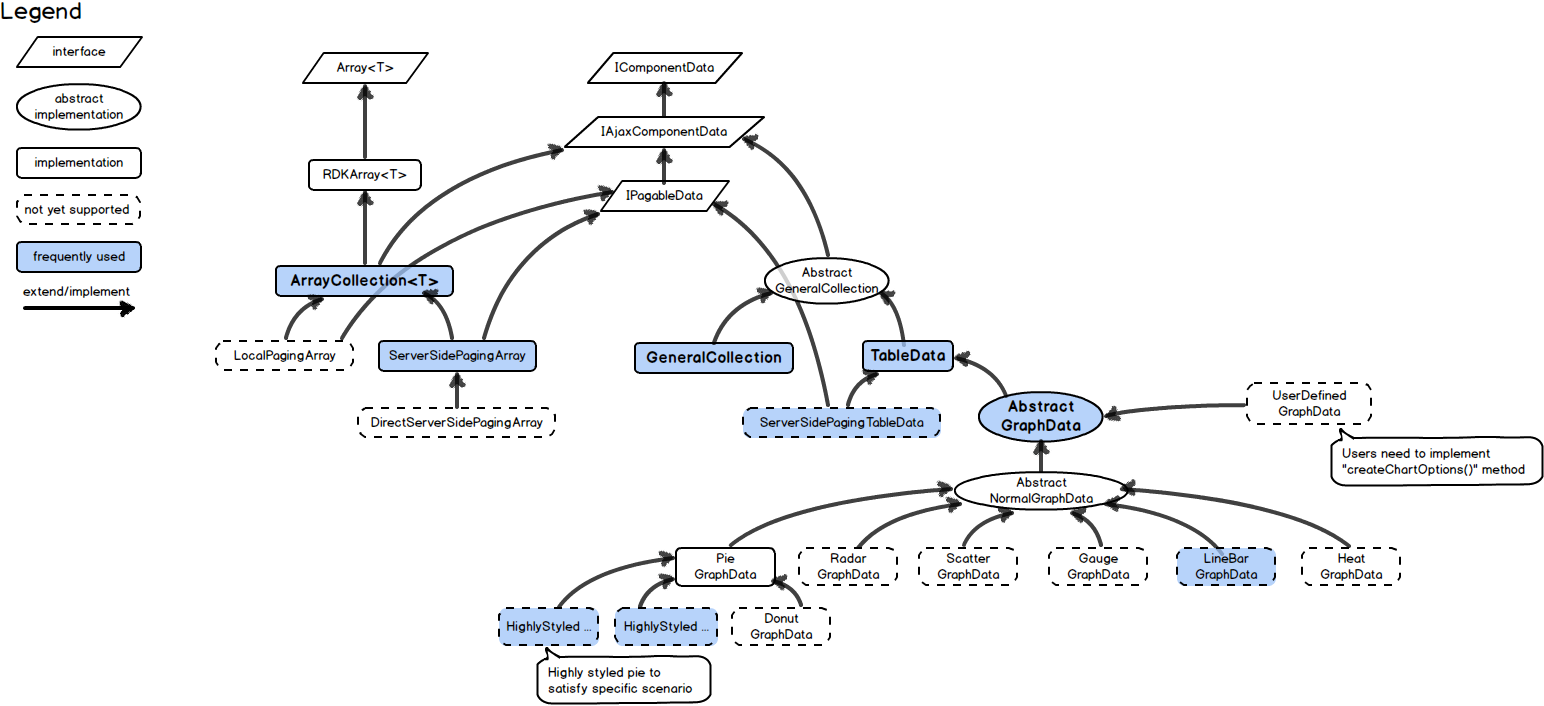 Legend
interface
abstract
implementation
implementation
not yet supported
frequently used
extend/implement
Array<T>
IComponentData
IAjaxComponentData
RDKArray<T>
IPagableData
ArrayCollection<T>
Abstract
GeneralCollection
LocalPagingArray
ServerSidePagingArray
GeneralCollection
TableData
DirectServerSidePagingArray
ServerSidePagingTableData
Abstract
GraphData
UserDefined
GraphData
Users need to implement
"createChartOptions()" method
Abstract
NormalGraphData
Pie
GraphData
Radar
GraphData
Scatter
GraphData
Gauge
GraphData
LineBar
GraphData
Heat
GraphData
HighlyStyled ...
HighlyStyled ...
Donut
GraphData
Highly styled pie to
satisfy specific scenario